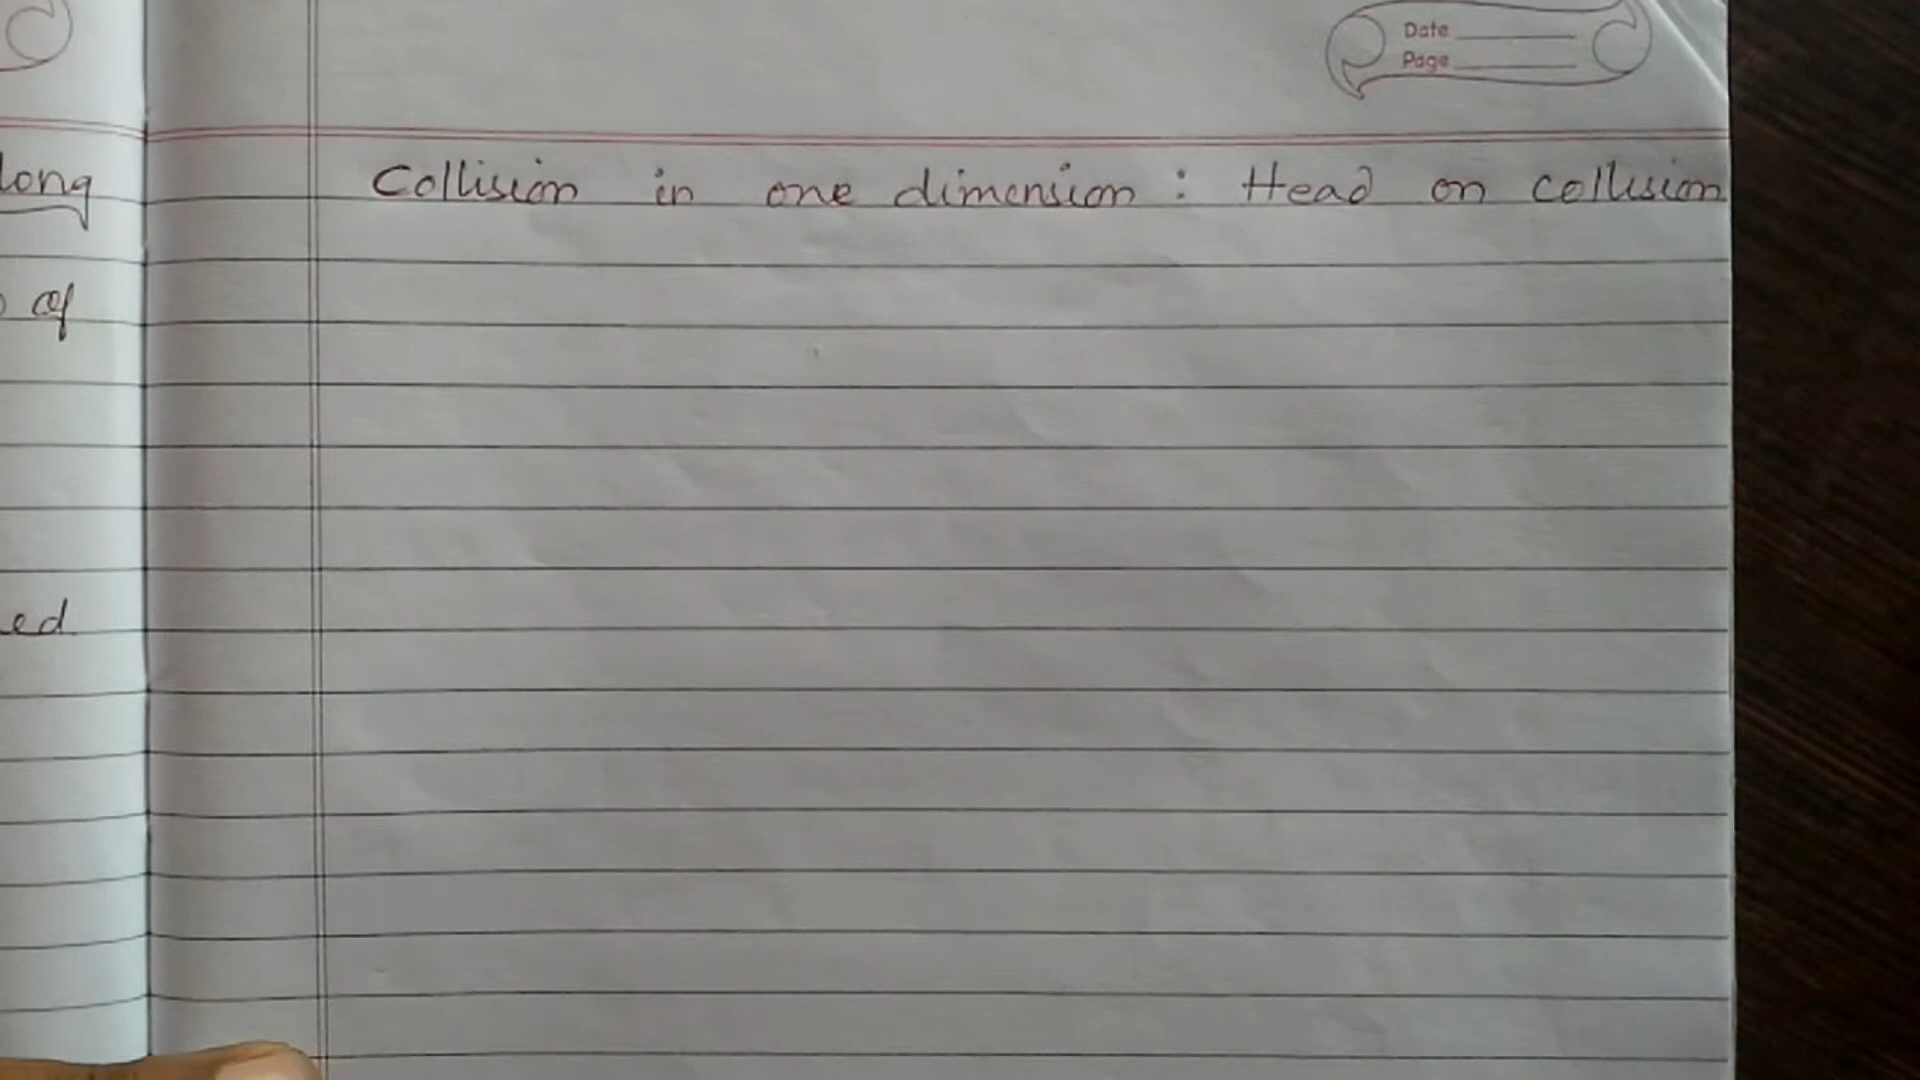 Date
Page
long
Collision in one dimension : Head on collision
of
ed